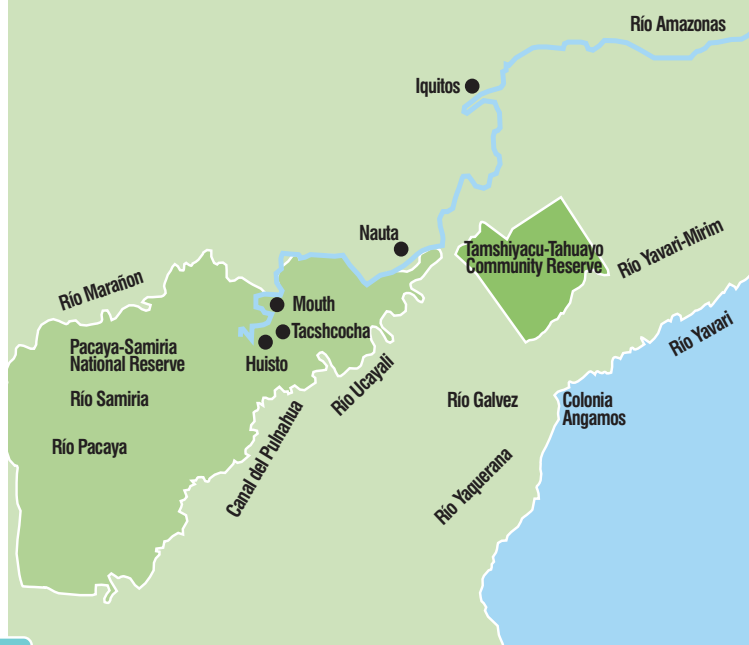 Río Amazonas
Iquitos
Nauta
Tamshiyacu-Tahuayo
Community Reserve
Río Yavari-Mirim
Río Marañon
Mouth
Tacshcocha
Huisto
Pacaya-Samiria
National Reserve
Río Samiria
Río Pacaya
Río Ucayali
Canal del Pulnahua
Río Yavari
Río Galvez
Colonia
Angamos
Río Yaquerana